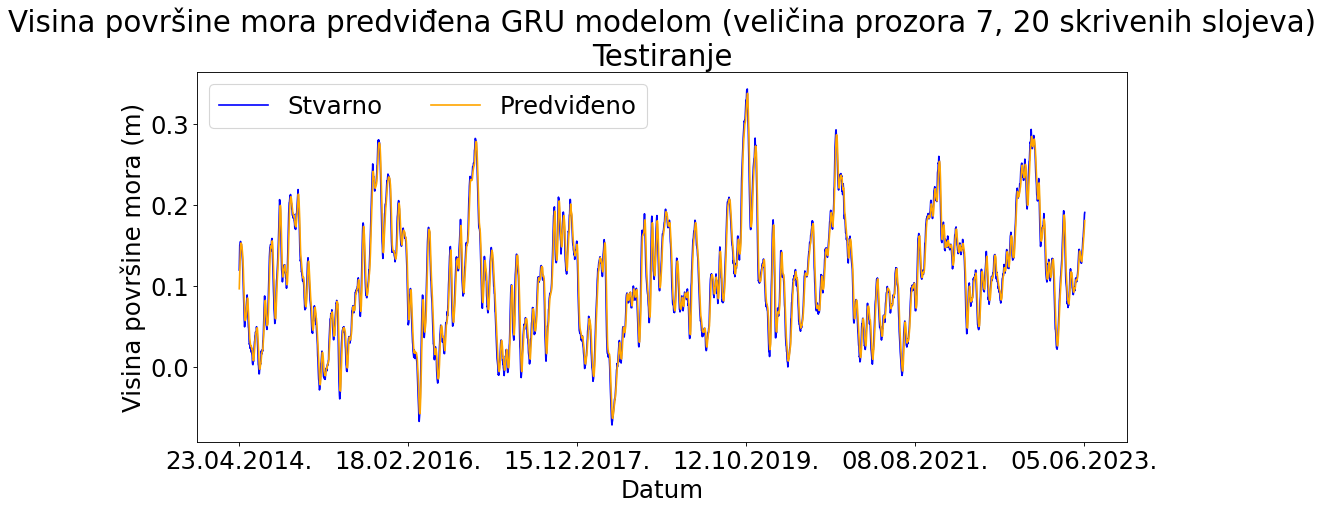 Visina površine mora predviđena GRU modelom (veličina prozora 7, 20 skrivenih slojeva)
Testiranje
Stvarno
Predviđeno
Visina površine mora (m)
0.3
0.2
0.1
0.0
23.04.2014.
18.02.2016.
15.12.2017.
12.10.2019.
08.08.2021.
05.06.2023.
Datum